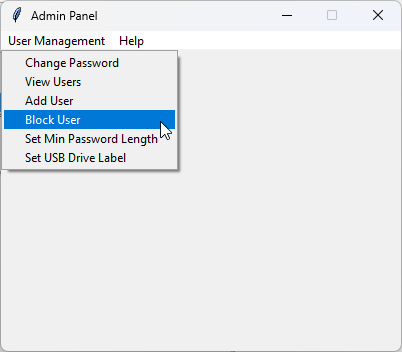 Admin Panel
User Management Help
Change Password
View Users
Add User
Block User
Set Min Password Length
Set USB Drive Label